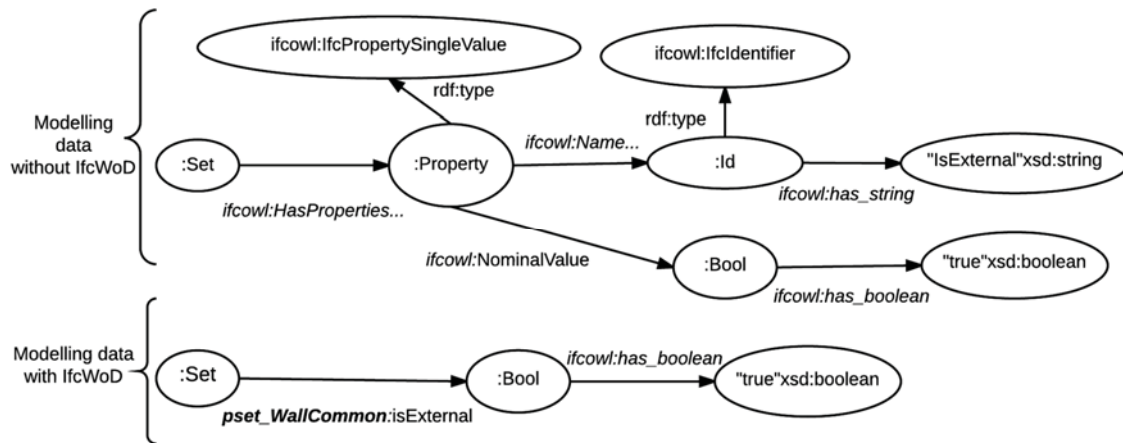 ifcowl:IfcPropertySingleValue
ifcowl:IfcIdentifier
rdf:type
rdf:type
Modelling
data
without IfcWoD
:Set
:Property
ifcowl:Name...
:Id
"IsExternal"xsd:string
ifcowl:HasProperties...
ifcowl:has_string
ifcowl:NominalValue
:Bool
"true"xsd:boolean
ifcowl:has_boolean
Modelling data
with IfcWoD
:Set
:Bool
ifcowl:has_boolean
"true"xsd:boolean
pset_WallCommon:isExternal